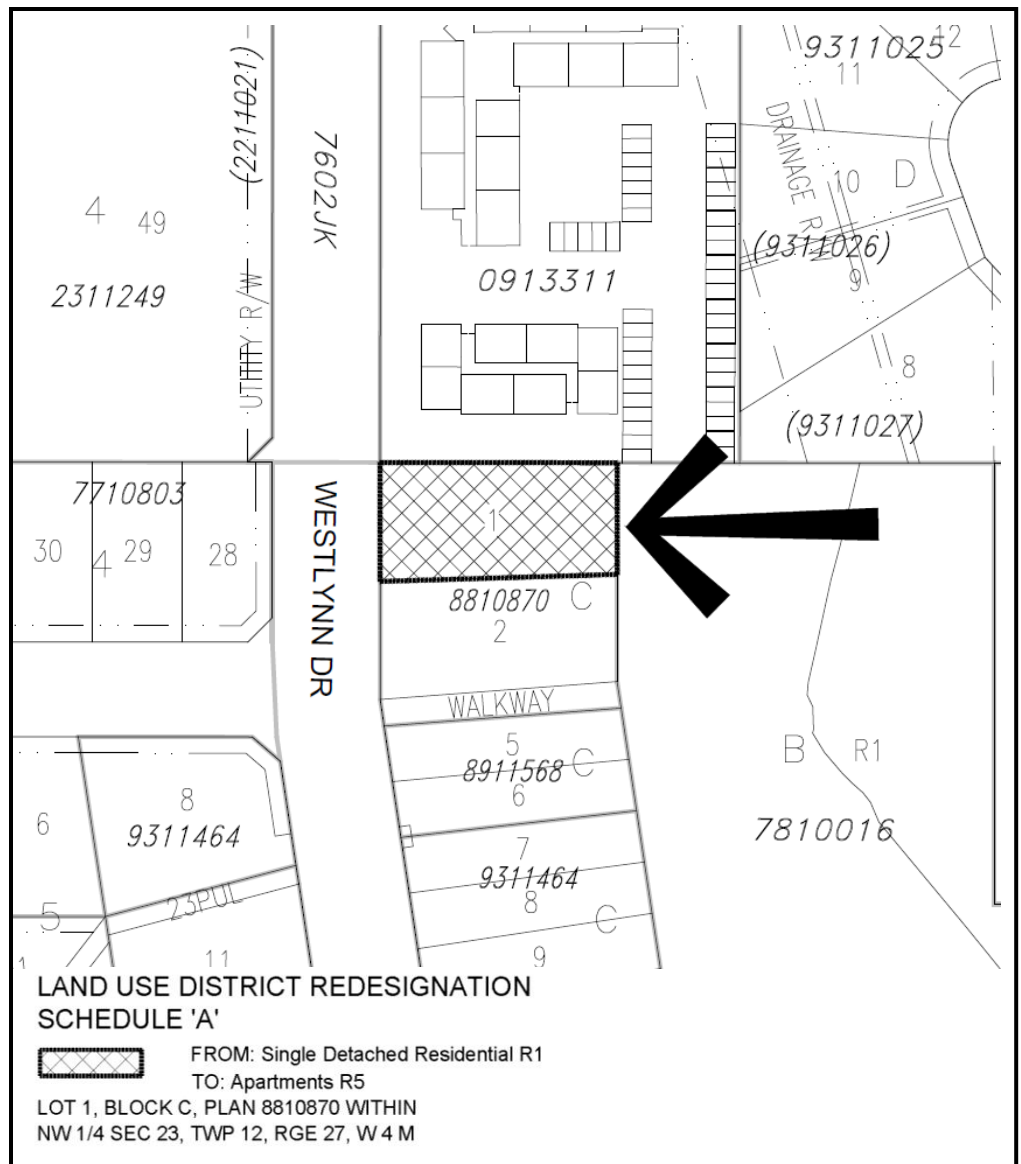 9311025
12
11
(2211021)
7602JK
DRAINAGE R/W
10
D
4
49
(9311026)
9
0913311
2311249
UTITITY R/W
8
(9311027)
7710803
1
30
4
29
28
WESTLYNN DR
8810870
C
2
WALKWAY
5
8911568
C
6
B
R1
8
6
9311464
7810016
7
9311464
8
23PUL
5
C
9
11
1
LAND USE DISTRICT REDESIGNATION
SCHEDULE 'A'
FROM: Single Detached Residential R1
TO: Apartments R5
LOT 1, BLOCK C, PLAN 8810870 WITHIN
NW 1/4 SEC 23, TWP 12, RGE 27, W 4 M